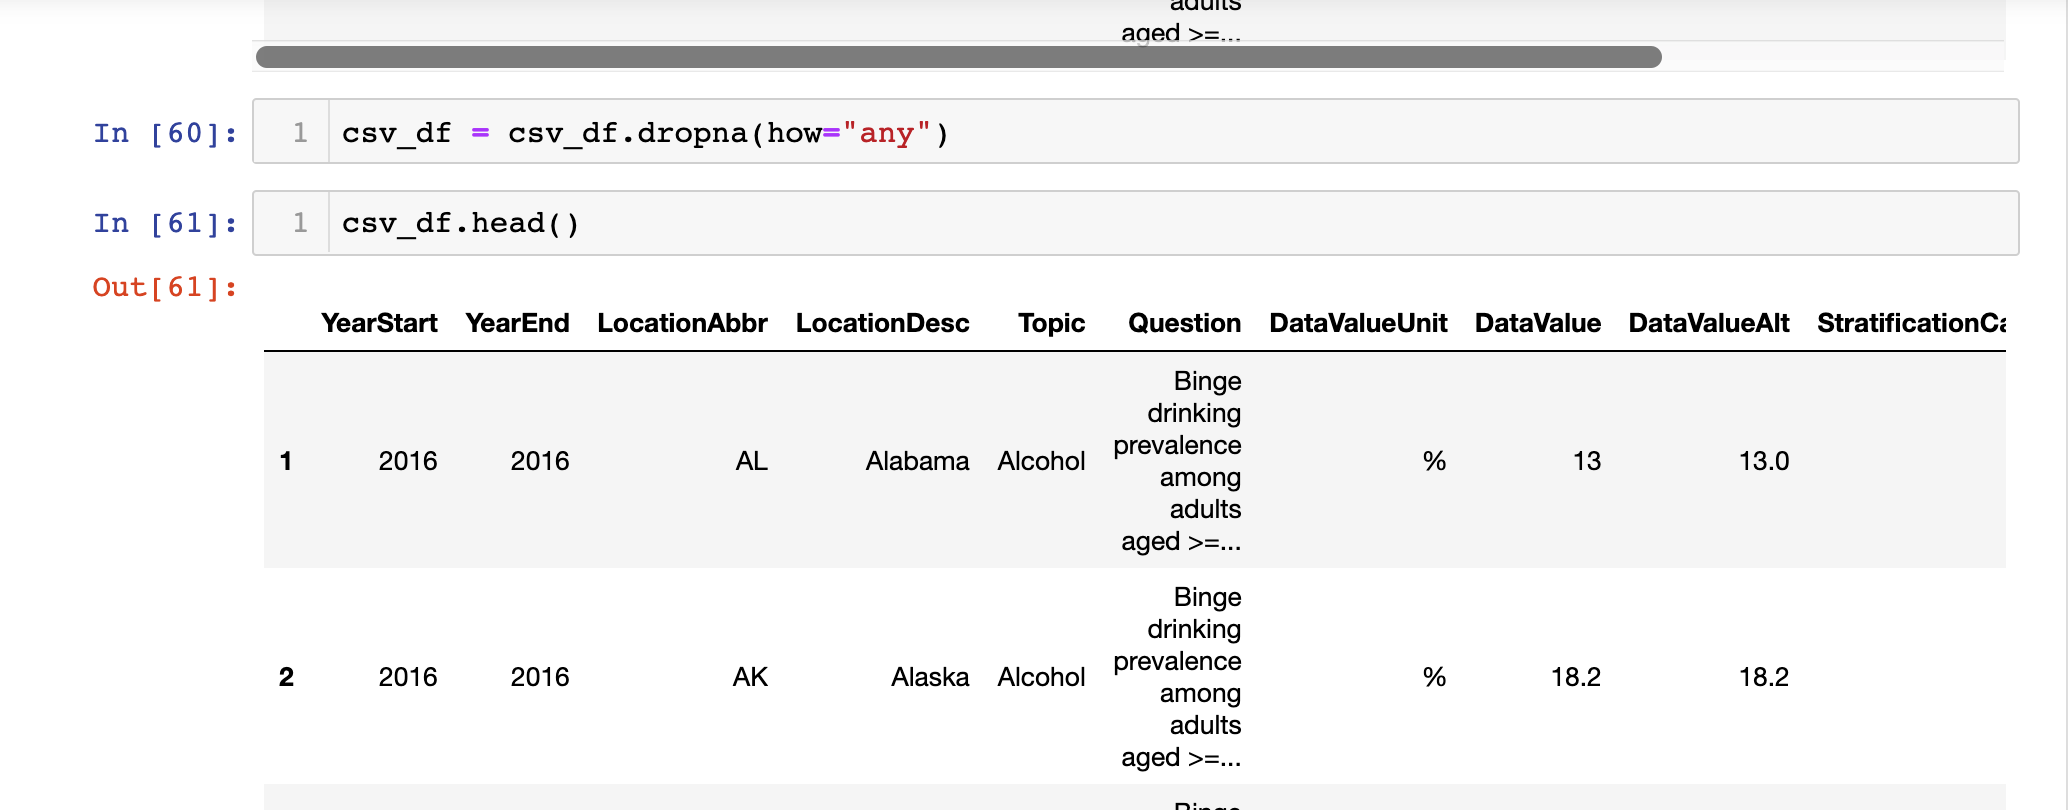 adults
aged >=...
In [60]: 1 csv_df = csv_df.dropna(how="any")
In [61]: 1 csv_df.head()
Out[61]:
YearStart YearEnd LocationAbbr LocationDesc Topic Question DataValueUnit DataValue DataValueAlt StratificationCa
Binge
drinking
prevalence
1 2016 2016 AL Alabama Alcohol % 13 13.0
among
adults
aged >=...
Binge
drinking
prevalence
2 2016 2016 AK Alaska Alcohol % 18.2 18.2
among
adults
aged >=...
Binge